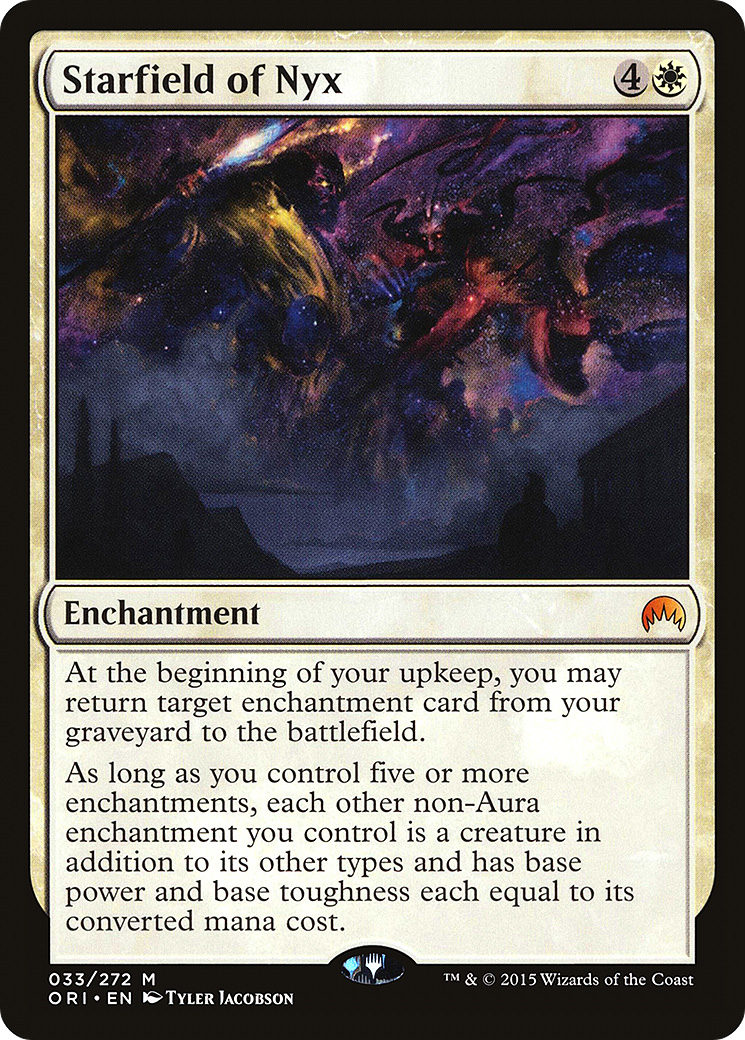 Starfield of Nyx
4
Enchantment
At the beginning of your upkeep, you may
return target enchantment card from your
graveyard to the battlefield.
As long as you control five or more
enchantments, each other non-Aura
enchantment you control is a creature in
addition to its other types and has base
power and base toughness each equal to its
converted mana cost.
033/272 M
ORI • EN Tyler Jacobson
™ & © 2015 Wizards of the Coast